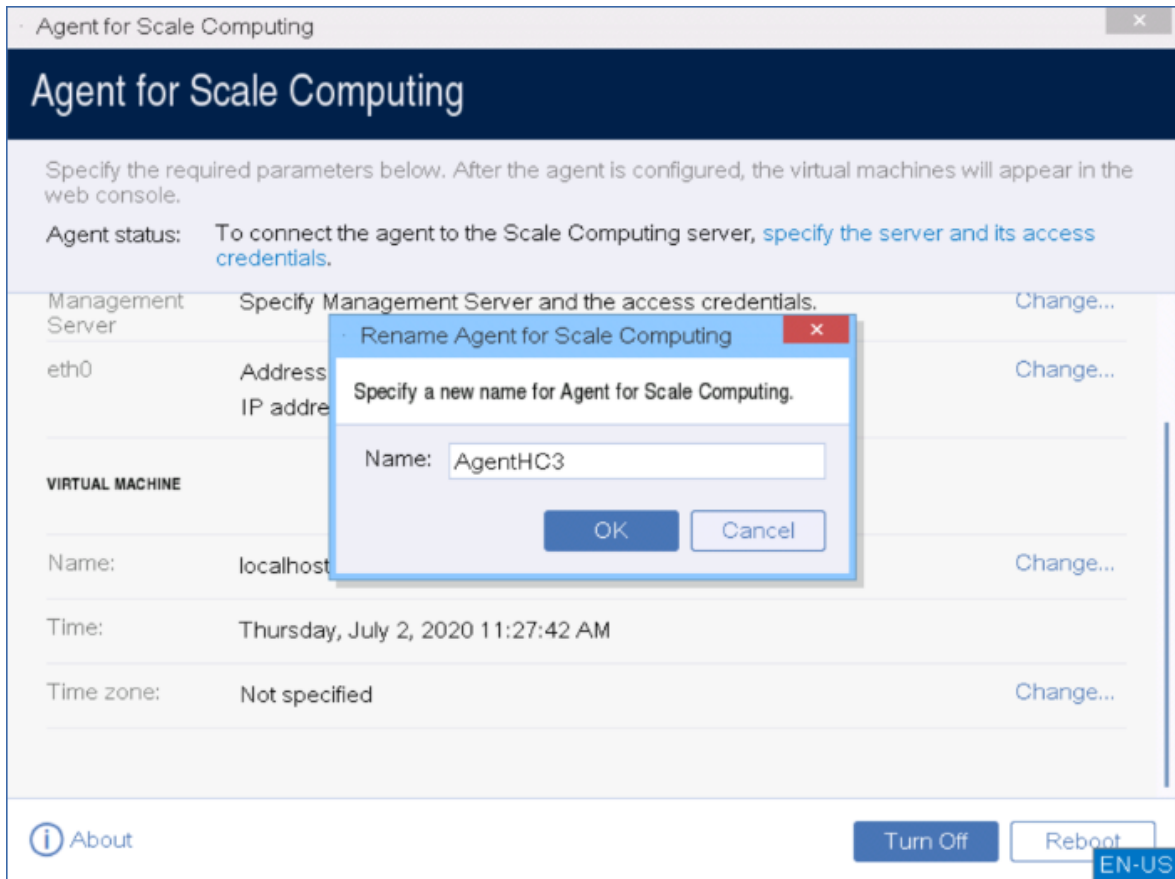 Agent for Scale Computing
Agent for Scale Computing
Specify the required parameters below. After the agent is configured, the virtual machines will appear in the
web console.
Agent status: To connect the agent to the Scale Computing server, specify the server and its access
credentials.
Management Server Specify Management Server and the access credentials. Change...
Rename Agent for Scale Computing
Specify a new name for Agent for Scale Computing.
Name: AgentHC3
OK Cancel
eth0 Address Change...
IP addre
VIRTUAL MACHINE
Name: localhost Change...
Time: Thursday, July 2, 2020 11:27:42 AM
Time zone: Not specified Change...
About Turn Off Reboot
EN-US